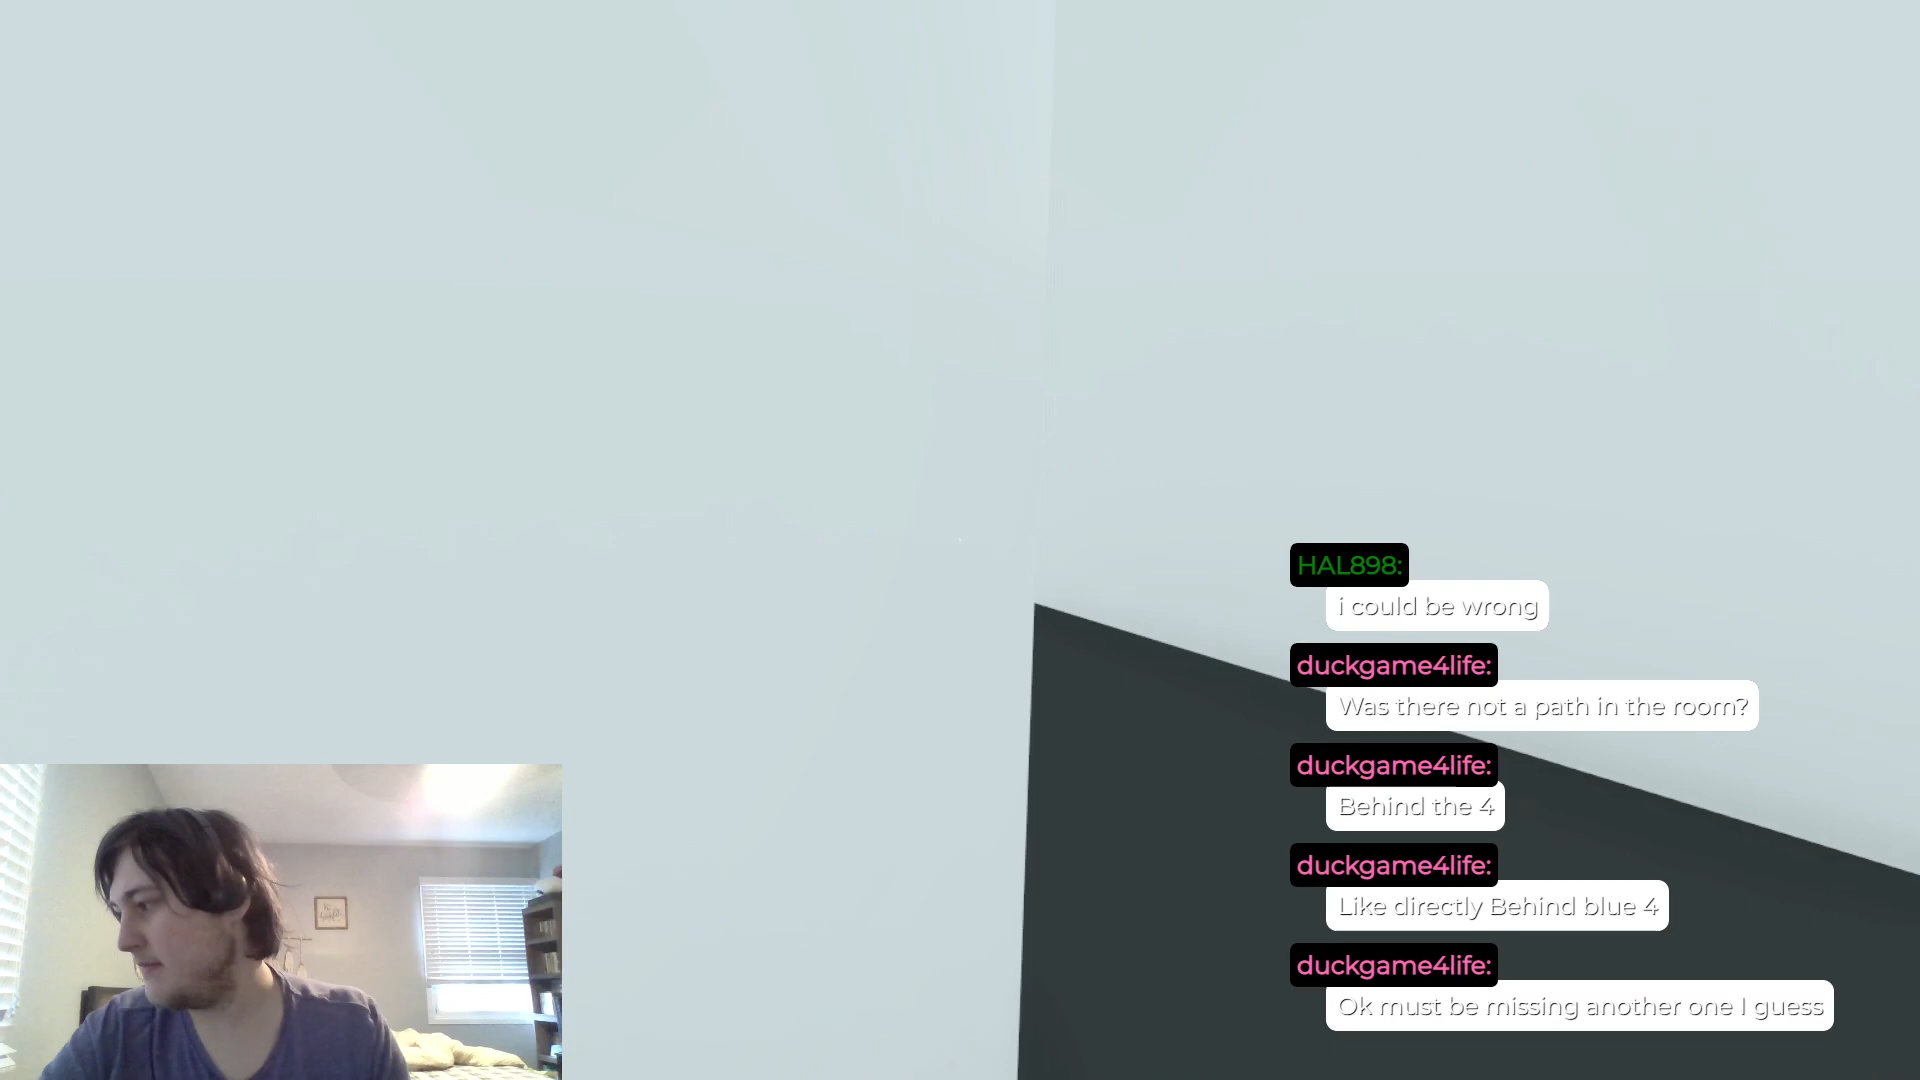 HAL898:
i could be wrong
duckgame4life:
Was there not a path in the room?
duckgame4life:
Behind the 4
duckgame4life:
Like directly Behind blue 4
duckgame4life:
Ok must be missing another one I guess